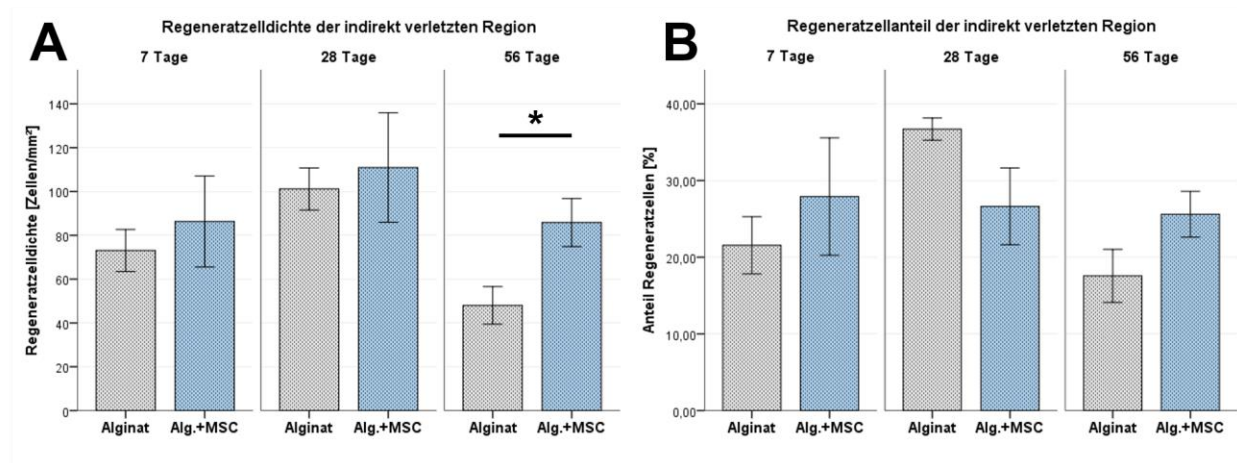 A
Regeneratzelldichte der indirekt verletzten Region
7 Tage 28 Tage 56 Tage
Regeneratzelldichte [Zellen/mm²]
140
120
100
80
60
40
20
0
*
Alginat Alg.+MSC Alginat Alg.+MSC Alginat Alg.+MSC
B
Regeneratzellanteil der indirekt verletzten Region
7 Tage 28 Tage 56 Tage
Anteil Regeneratzellen [%]
40,00
30,00
20,00
10,00
0,00
Alginat Alg.+MSC Alginat Alg.+MSC Alginat Alg.+MSC